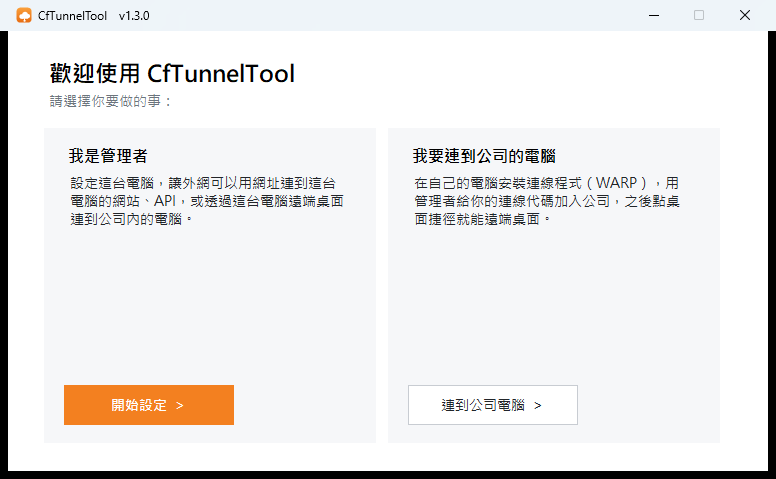 CfTunnelTool v1.3.0
歡迎使用 CfTunnelTool
請選擇你要做的事：
我是管理者
設定這台電腦，讓外網可以用網址連到這台
電腦的網站、API，或透過這台電腦遠端桌面
連到公司內的電腦。
開始設定 >
我要連到公司的電腦
在自己的電腦安裝連線程式（WARP），用
管理者給你的連線代碼加入公司，之後點桌
面捷徑就能遠端桌面。
連到公司電腦 >